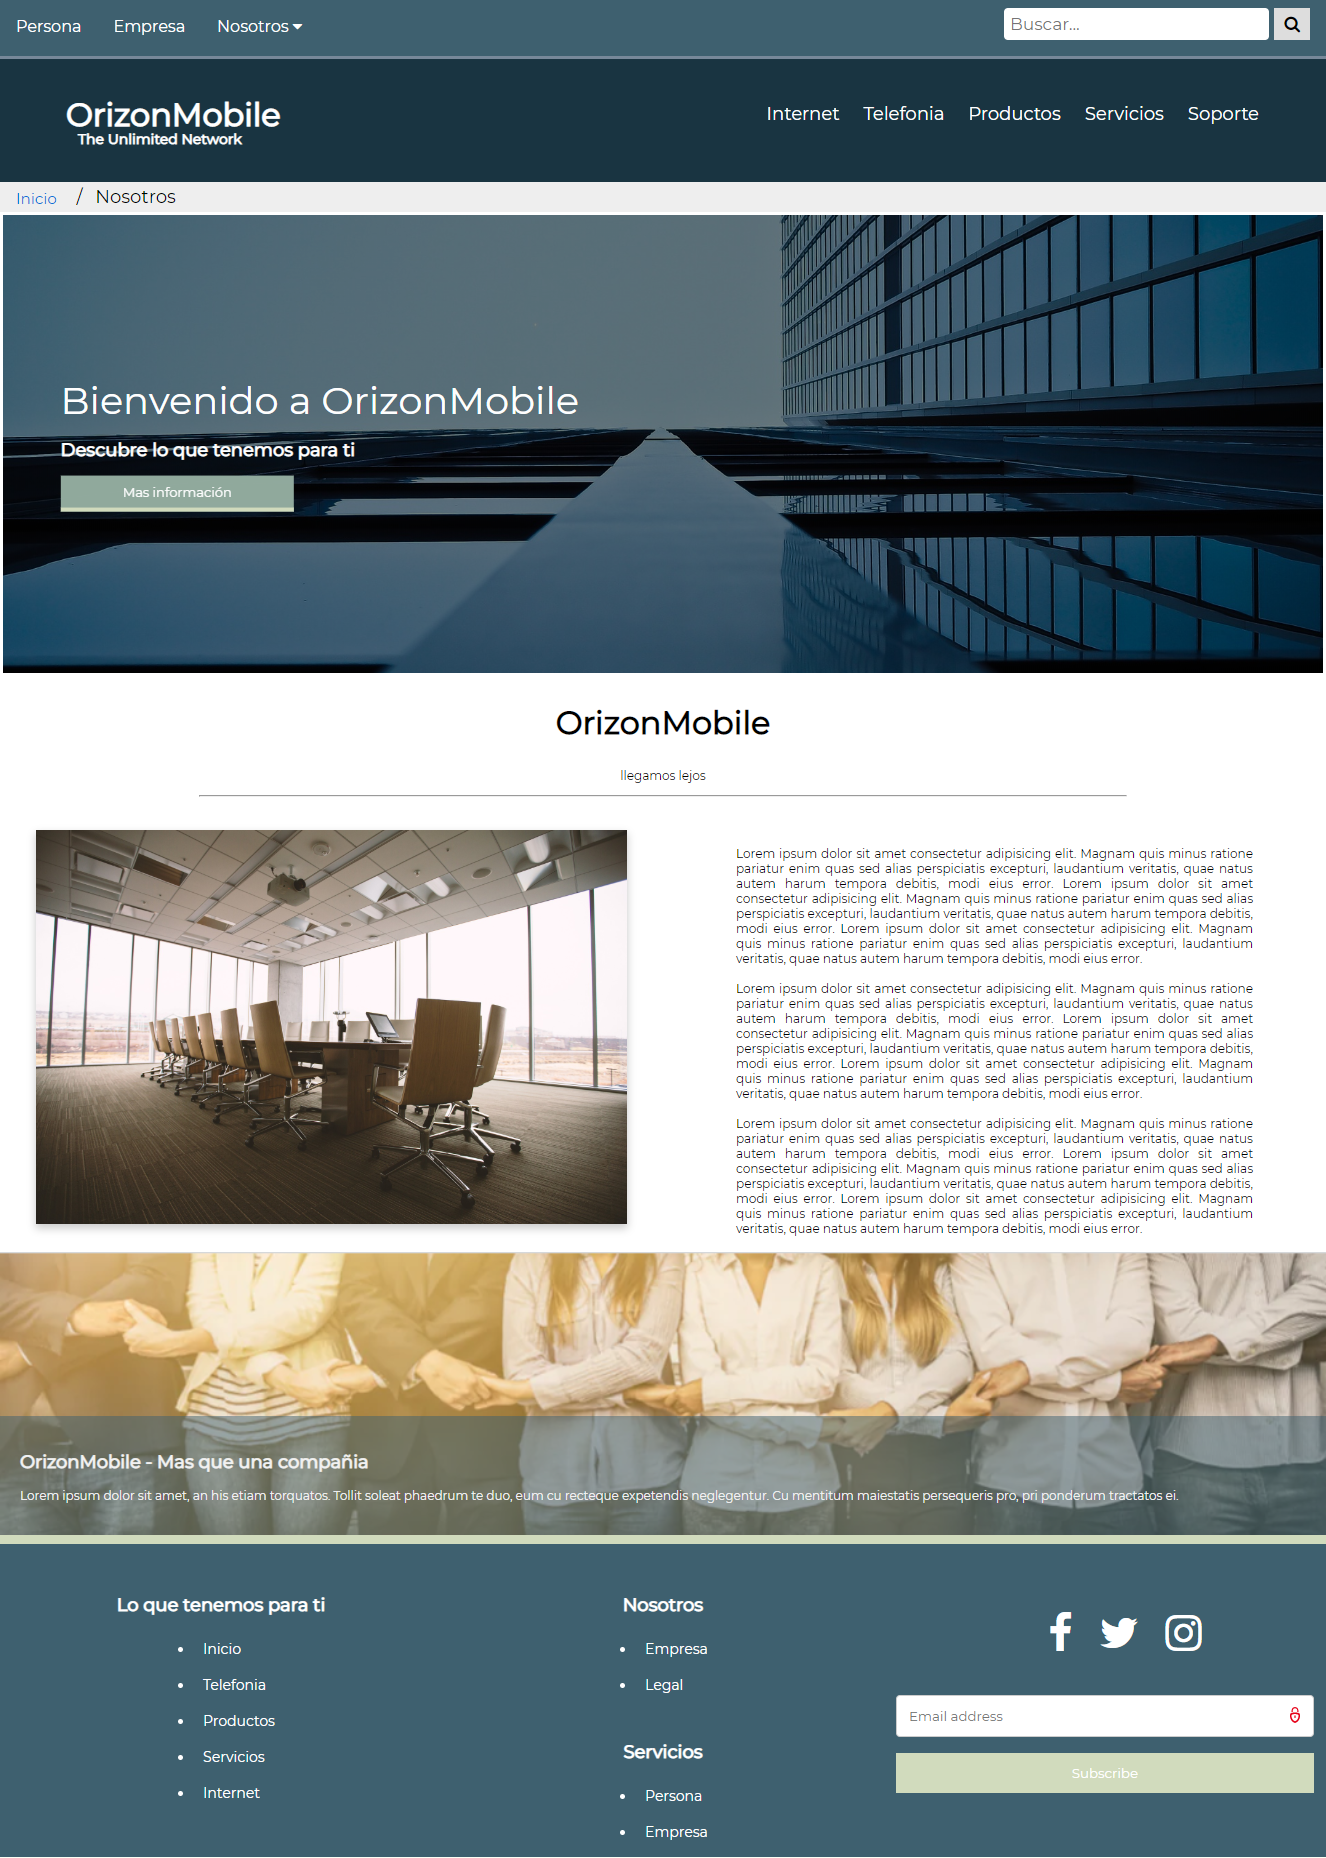 Persona Empresa Nosotros
Buscar...
OrizonMobile
The Unlimited Network
Internet Telefonia Productos Servicios Soporte
Inicio / Nosotros
Bienvenido a OrizonMobile
Descubre lo que tenemos para ti
Mas información
OrizonMobile
llegamos lejos
Lorem ipsum dolor sit amet consectetur adipisicing elit. Magnam quis minus ratione
pariatur enim quas sed alias perspiciatis excepturi, laudantium veritatis, quae natus
autem harum tempora debitis, modi eius error. Lorem ipsum dolor sit amet
consectetur adipisicing elit. Magnam quis minus ratione pariatur enim quas sed alias
perspiciatis excepturi, laudantium veritatis, quae natus autem harum tempora debitis,
modi eius error. Lorem ipsum dolor sit amet consectetur adipisicing elit. Magnam
quis minus ratione pariatur enim quas sed alias perspiciatis excepturi, laudantium
veritatis, quae natus autem harum tempora debitis, modi eius error.
Lorem ipsum dolor sit amet consectetur adipisicing elit. Magnam quis minus ratione
pariatur enim quas sed alias perspiciatis excepturi, laudantium veritatis, quae natus
autem harum tempora debitis, modi eius error. Lorem ipsum dolor sit amet
consectetur adipisicing elit. Magnam quis minus ratione pariatur enim quas sed alias
perspiciatis excepturi, laudantium veritatis, quae natus autem harum tempora debitis,
modi eius error. Lorem ipsum dolor sit amet consectetur adipisicing elit. Magnam
quis minus ratione pariatur enim quas sed alias perspiciatis excepturi, laudantium
veritatis, quae natus autem harum tempora debitis, modi eius error.
Lorem ipsum dolor sit amet consectetur adipisicing elit. Magnam quis minus ratione
pariatur enim quas sed alias perspiciatis excepturi, laudantium veritatis, quae natus
autem harum tempora debitis, modi eius error. Lorem ipsum dolor sit amet
consectetur adipisicing elit. Magnam quis minus ratione pariatur enim quas sed alias
perspiciatis excepturi, laudantium veritatis, quae natus autem harum tempora debitis,
modi eius error. Lorem ipsum dolor sit amet consectetur adipisicing elit. Magnam
quis minus ratione pariatur enim quas sed alias perspiciatis excepturi, laudantium
veritatis, quae natus autem harum tempora debitis, modi eius error.
OrizonMobile - Mas que una compañia
Lorem ipsum dolor sit amet, an his etiam torquatos. Tollit soleat phaedrum te duo, eum cu recteque expetendis neglegentur. Cu mentitum maiestatis persequeris pro, pri ponderum tractatos ei.
Lo que tenemos para ti
Inicio
Telefonia
Productos
Servicios
Internet
Nosotros
Empresa
Legal
Servicios
Persona
Empresa
Email address
Subscribe